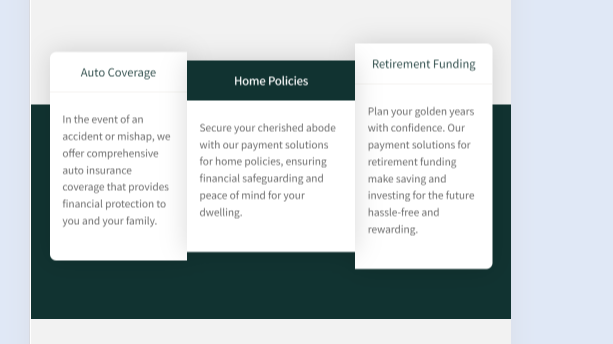 Auto Coverage
In the event of an
accident or mishap, we
offer comprehensive
auto insurance
coverage that provides
financial protection to
you and your family.
Home Policies
Secure your cherished abode
with our payment solutions
for home policies, ensuring
financial safeguarding and
peace of mind for your
dwelling.
Retirement Funding
Plan your golden years
with confidence. Our
payment solutions for
retirement funding
make saving and
investing for the future
hassle-free and
rewarding.